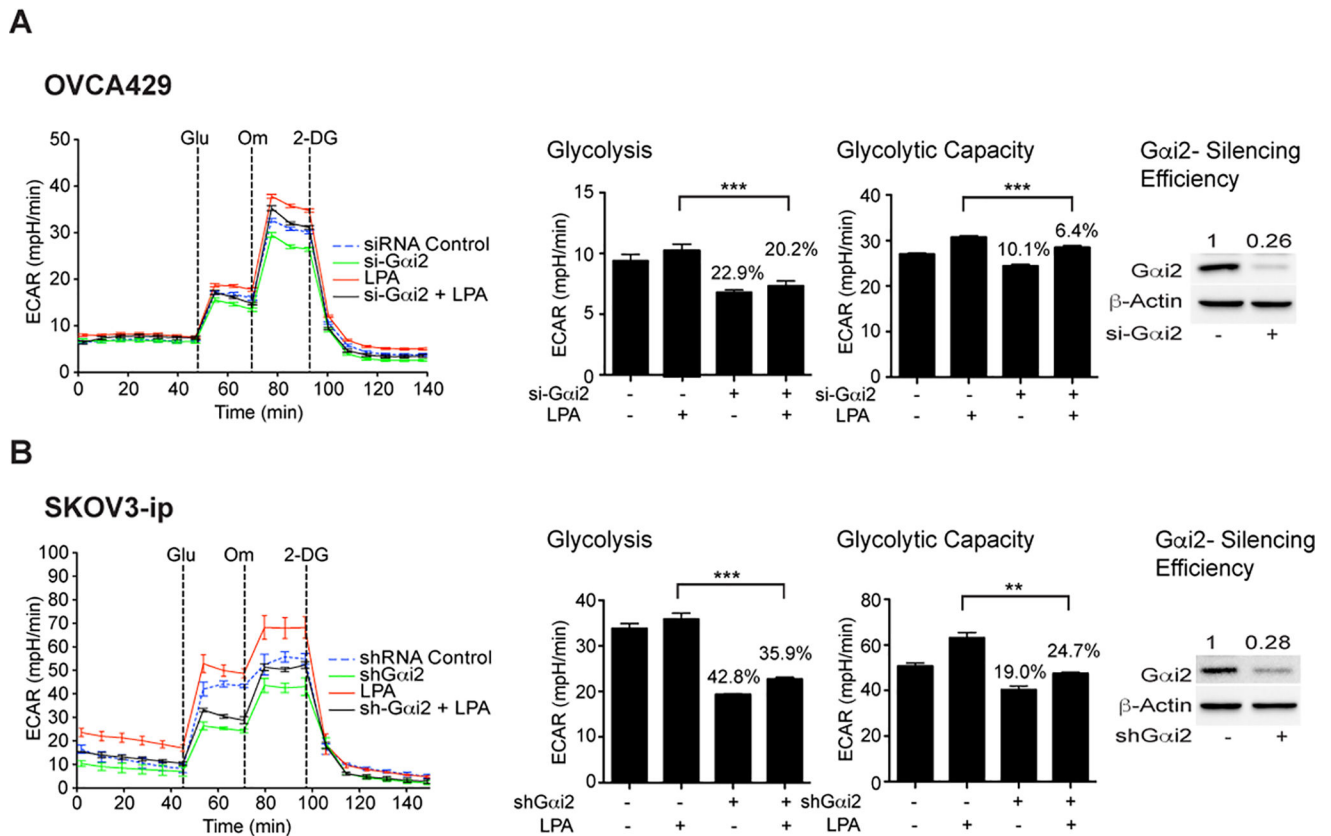 A
OVCA429
50
40
30
20
10
0
ECAR (mpH/min)
Glu
Om
2-DG
siRNA Control
si-Gαi2
LPA
si-Gαi2 + LPA
0 20 40 60 80 100 120 140
Time (min)
Glycolysis
15
10
5
0
ECAR (mpH/min)
***
22.9%
20.2%
si-Gαi2 - - + +
LPA - + - +
Glycolytic Capacity
40
30
20
10
0
ECAR (mpH/min)
***
10.1%
6.4%
si-Gαi2 - - + +
LPA - + - +
Gαi2- Silencing
Efficiency
1 0.26
Gαi2
β-Actin
si-Gαi2 - +
B
SKOV3-ip
100
90
80
70
60
50
40
30
20
10
0
ECAR (mpH/min)
Glu
Om
2-DG
shRNA Control
shGαi2
LPA
sh-Gαi2 + LPA
0 20 40 60 80 100 120 140
Time (min)
Glycolysis
40
30
20
10
0
ECAR (mpH/min)
***
42.8%
35.9%
shGαi2 - - + +
LPA - + - +
Glycolytic Capacity
80
60
40
20
0
ECAR (mpH/min)
**
19.0%
24.7%
shGαi2 - - + +
LPA - + - +
Gαi2- Silencing
Efficiency
1 0.28
Gαi2
β-Actin
shGαi2 - +